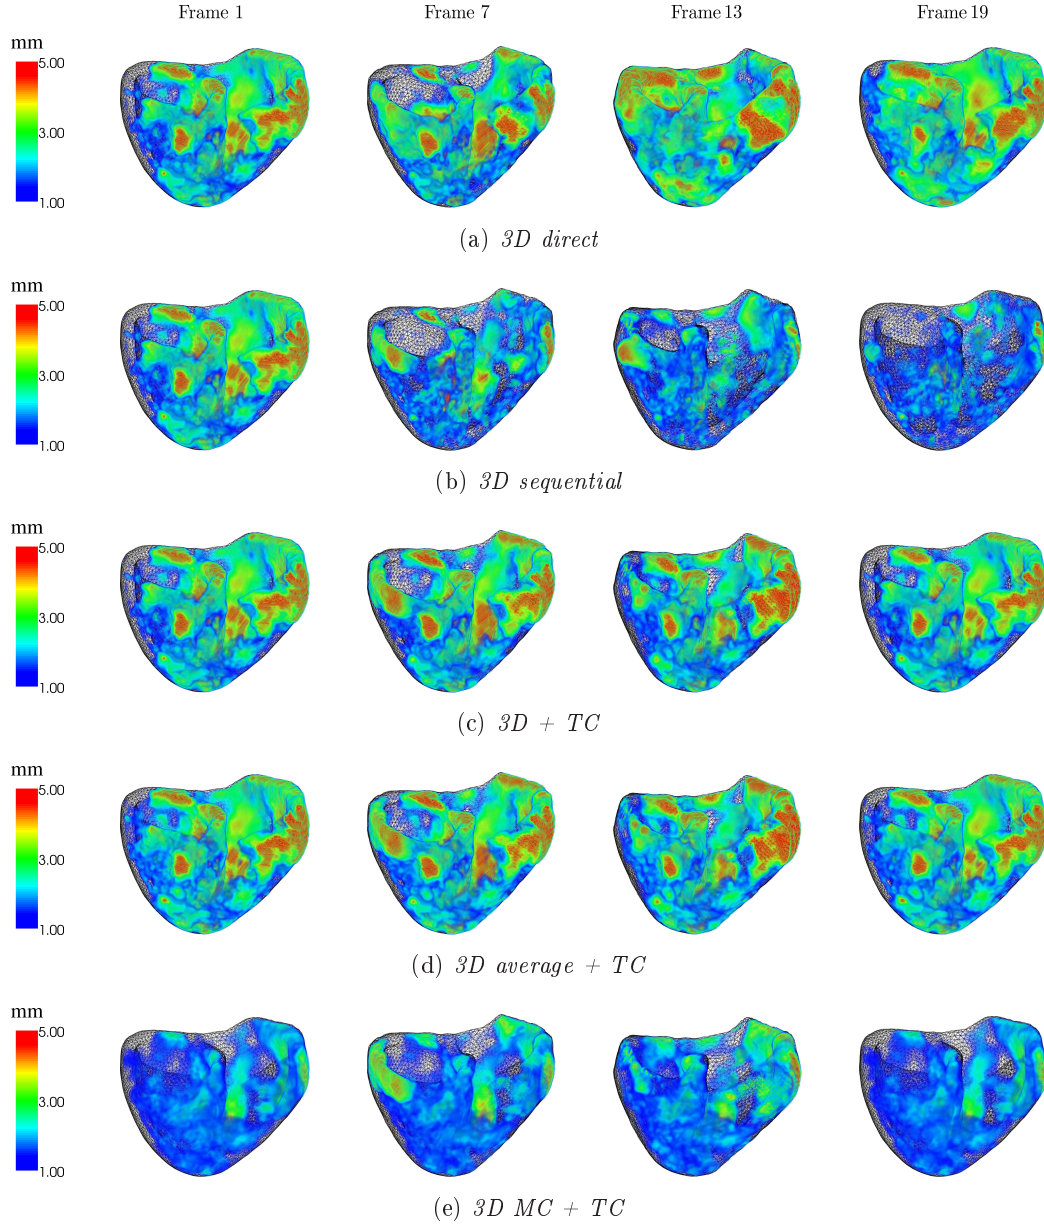 Frame 1 Frame 7 Frame 13 Frame 19
mm
5.00
3.00
1.00
(a) 3D direct
mm
5.00
3.00
1.00
(b) 3D sequential
mm
5.00
3.00
1.00
(c) 3D + TC
mm
5.00
3.00
1.00
(d) 3D average + TC
mm
5.00
3.00
1.00
(e) 3D MC + TC